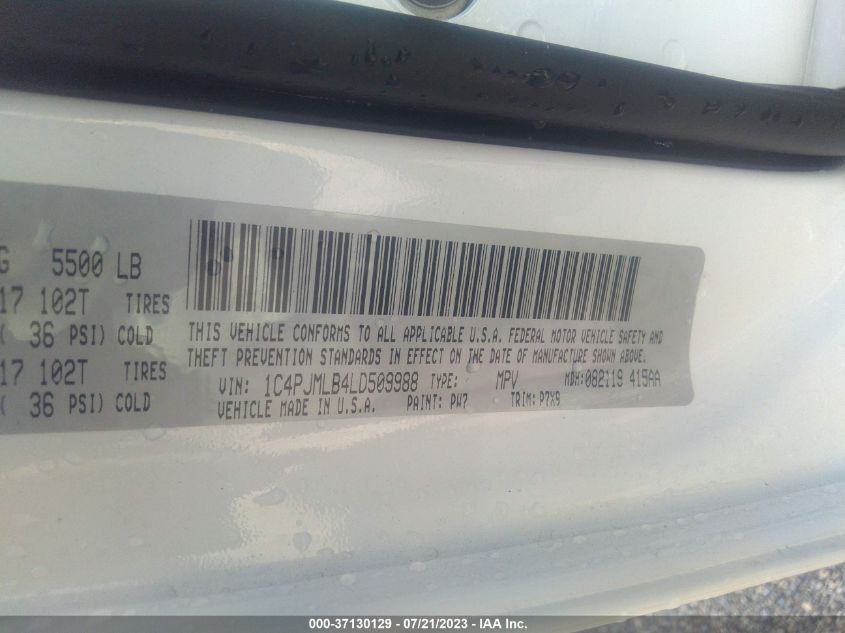 G 5500 LB
17 102T TIRES
( 36 PSI) COLD
17 102T TIRES
( 36 PSI) COLD
THIS VEHICLE CONFORMS TO ALL APPLICABLE U.S.A. FEDERAL MOTOR VEHICLE SAFETY AND
THEFT PREVENTION STANDARDS IN EFFECT ON THE DATE OF MANUFACTURE SHOWN ABOVE.
VIN: 1C4PJMLB4LD509988 TYPE: MPV MDH:082119 415AA
VEHICLE MADE IN U.S.A. PAINT: PW7 TRIM: P7X9
000-37130129 - 07/21/2023 - IAA Inc.